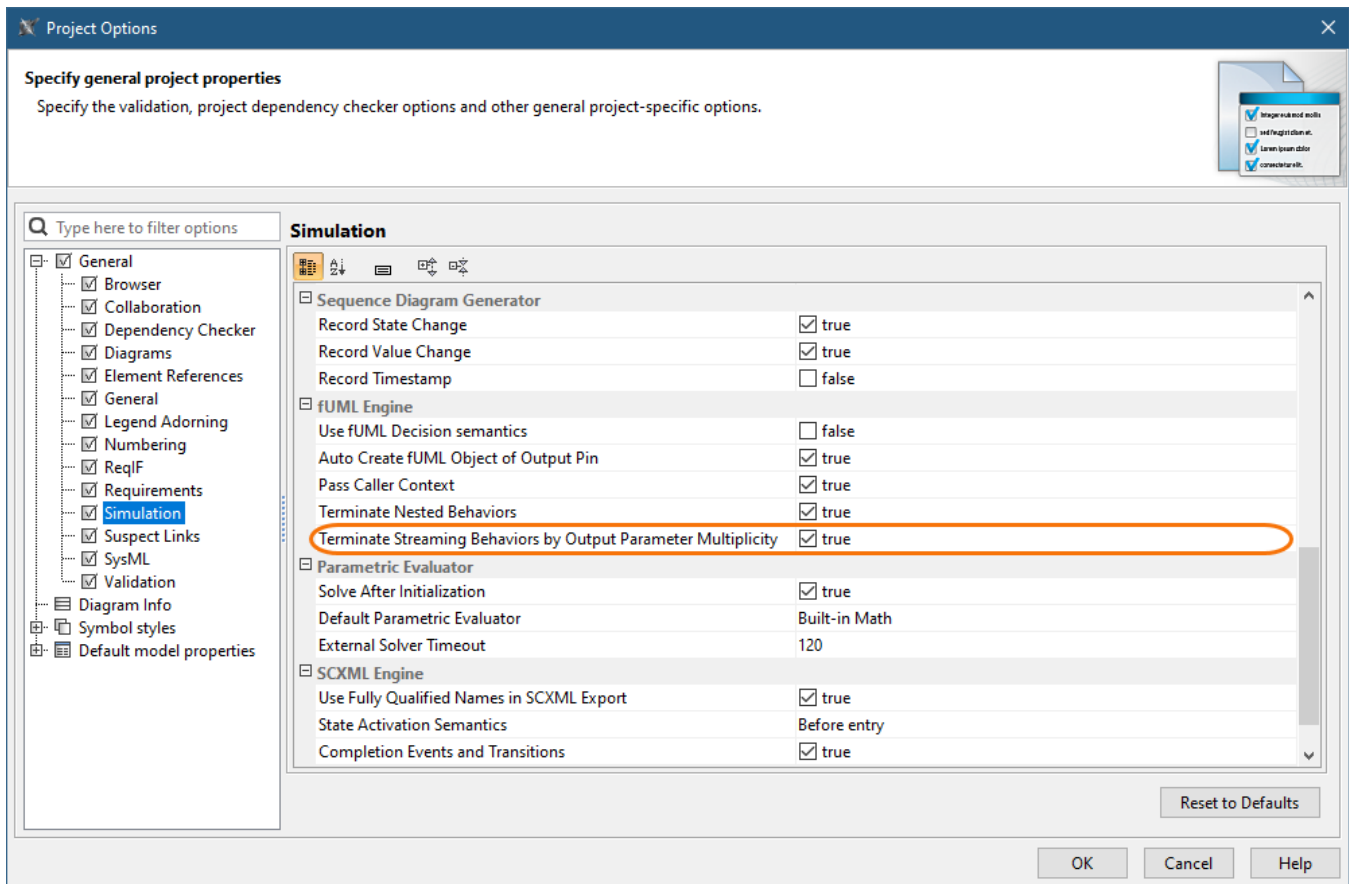 Project Options
Specify general project properties
Specify the validation, project dependency checker options and other general project-specific options.
Type here to filter options
General
Browser
Collaboration
Dependency Checker
Diagrams
Element References
General
Legend Adorning
Numbering
ReqIF
Requirements
Simulation
Suspect Links
SysML
Validation
Diagram Info
Symbol styles
Default model properties
Simulation
Sequence Diagram Generator
Record State Change true
Record Value Change true
Record Timestamp false
fUML Engine
Use fUML Decision semantics false
Auto Create fUML Object of Output Pin true
Pass Caller Context true
Terminate Nested Behaviors true
Terminate Streaming Behaviors by Output Parameter Multiplicity true
Parametric Evaluator
Solve After Initialization true
Default Parametric Evaluator Built-in Math
External Solver Timeout 120
SCXML Engine
Use Fully Qualified Names in SCXML Export true
State Activation Semantics Before entry
Completion Events and Transitions true
Reset to Defaults
OK Cancel Help